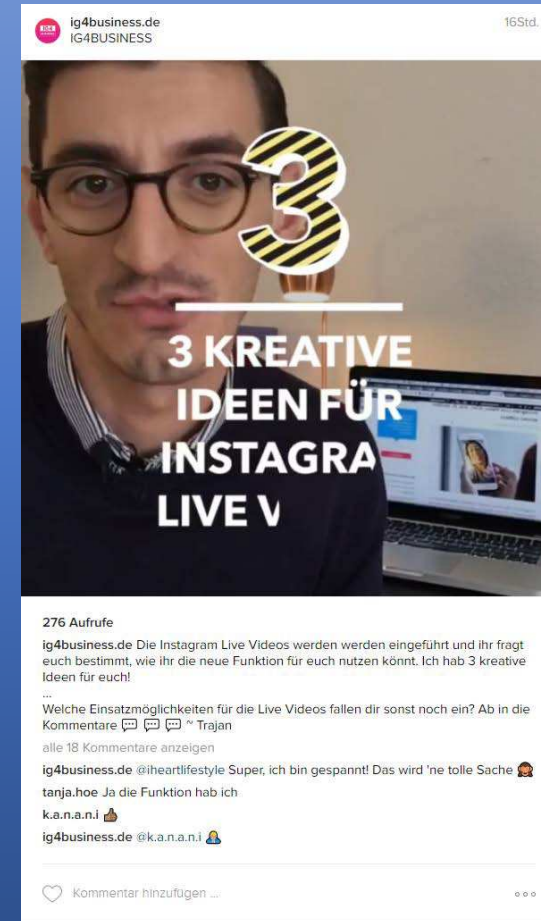 ig4business.de
IG4BUSINESS
16Std.
3
3 KREATIVE
IDEEN FÜR
INSTAGRA
LIVE V
276 Aufrufe
ig4business.de Die Instagram Live Videos werden werden eingeführt und ihr fragt
euch bestimmt, wie ihr die neue Funktion für euch nutzen könnt. Ich hab 3 kreative
Ideen für euch!
...
Welche Einsatzmöglichkeiten für die Live Videos fallen dir sonst noch ein? Ab in die
Kommentare 💬 💬 💬 ~ Trajan
alle 18 Kommentare anzeigen
ig4business.de @iheartlifestyle Super, ich bin gespannt! Das wird 'ne tolle Sache 🙊
tanja.hoe Ja die Funktion hab ich
k.a.n.a.n.i 👍
ig4business.de @k.a.n.a.n.i
Kommentar hinzufügen ...